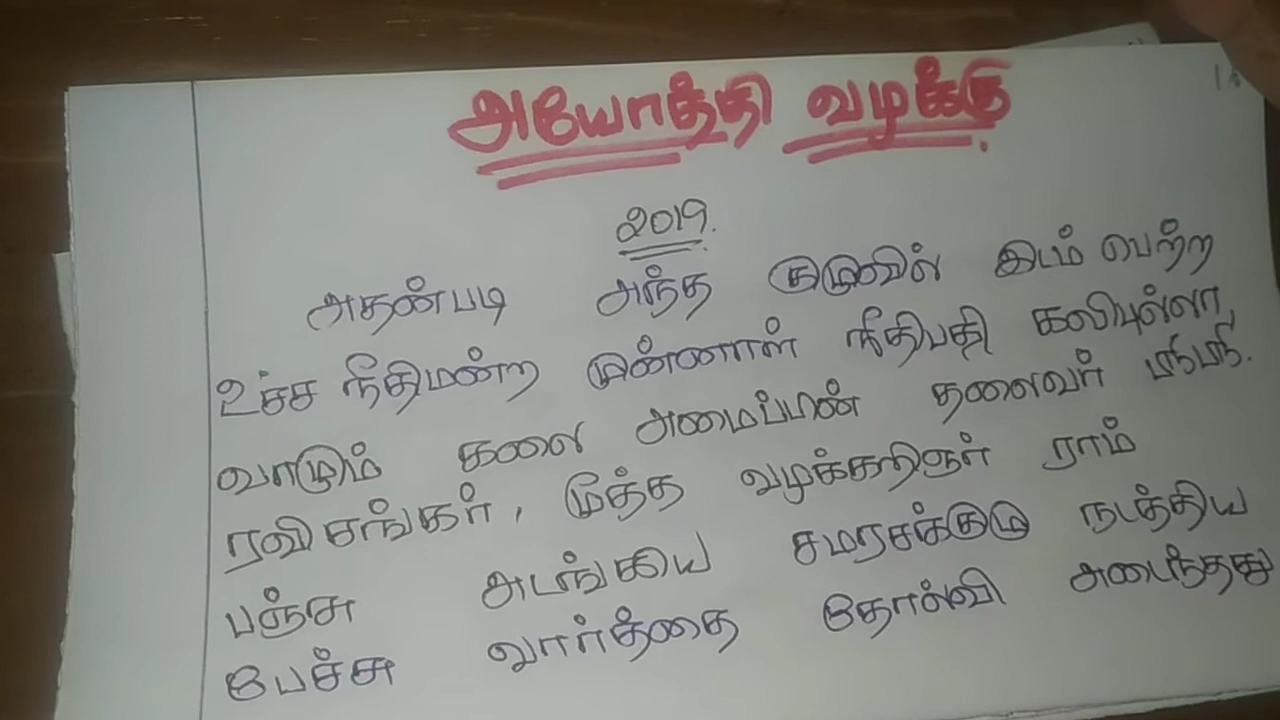 அயோத்தி வழக்கு
2019.
அதன்படி அந்த குழுவில் இடம் பெற்ற
உச்ச நீதிமன்ற முன்னாள் நீதிபதி கலிபுல்லா,
வாழும் கலை அமைப்பின் தலைவர் ஸ்ரீஸ்ரீ.
ரவிசங்கர், மூத்த வழக்கறிஞர் ராம்
பஞ்சு அடங்கிய சமரசக்குழு நடத்திய
பேச்சு வார்த்தை தோல்வி அடைந்தது